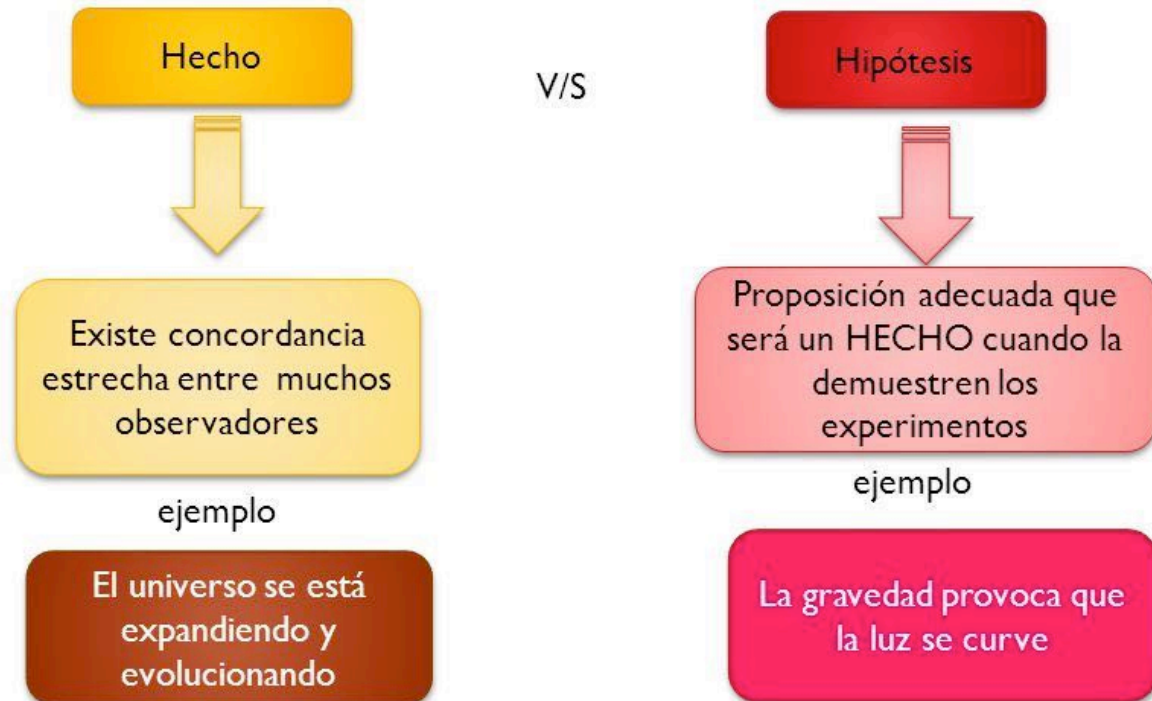 Hecho
V/S
Hipótesis
Existe concordancia
estrecha entre muchos
observadores
Proposición adecuada que
será un HECHO cuando la
demuestren los
experimentos
ejemplo
ejemplo
El universo se está
expandiendo y
evolucionando
La gravedad provoca que
la luz se curve